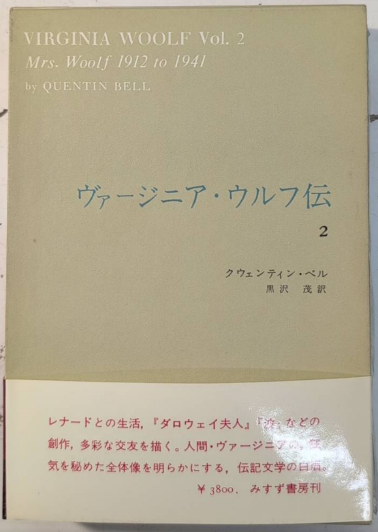 VIRGINIA WOOLF Vol. 2
Mrs. Woolf 1912 to 1941
by QUENTIN BELL
ヴァージニア・ウルフ伝
2
クウェンティン・ベル
黒沢 茂訳
レナードとの生活,『ダロウェイ夫人』『波』などの
創作, 多彩な交友を描く。人間・ヴァージニアの,
気を秘めた全体像を明らかにする, 伝記文学の白眉。
¥3800. みすず書房刊